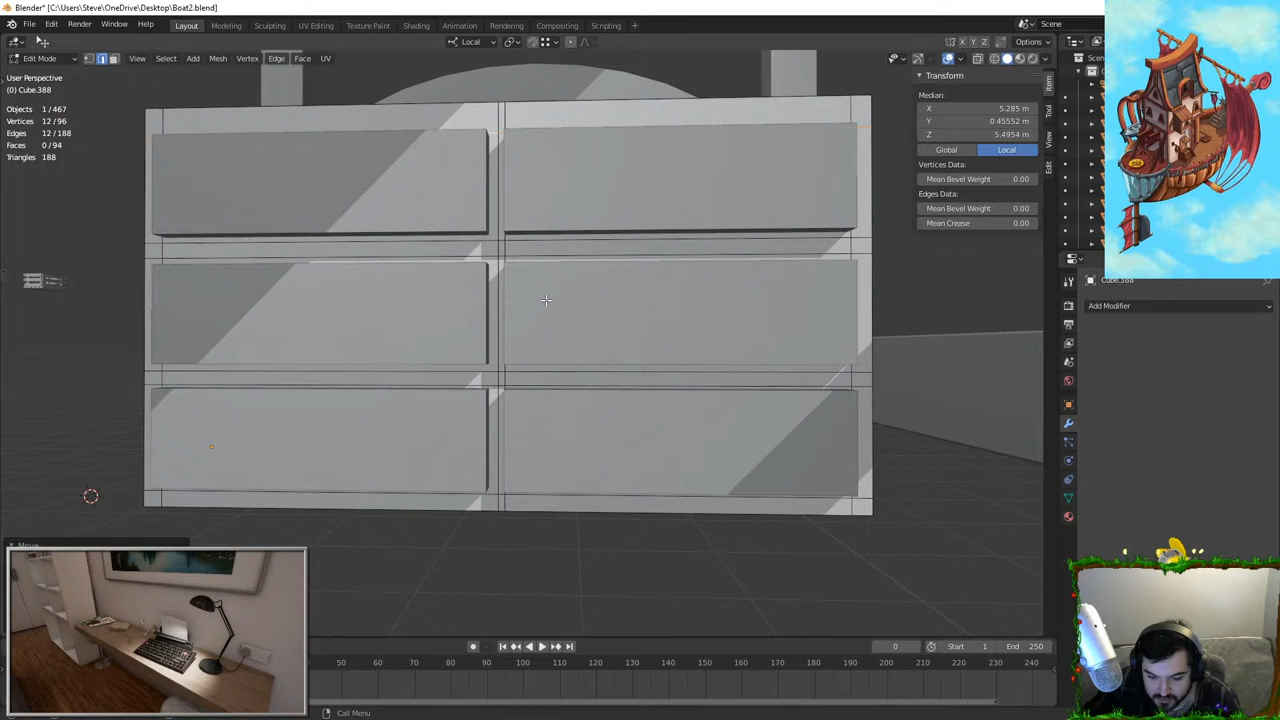 Blender* [C:\Users\Steve\OneDrive\Desktop\Boat2.blend]
File Edit Render Window Help Layout Modeling Sculpting UV Editing Texture Paint Shading Animation Rendering Compositing Scripting + Scene
Local X Y Z Options
Edit Mode View Select Add Mesh Vertex Edge Face UV
User Perspective
(0) Cube.388
Objects 1/467
Vertices 12/96
Edges 12/188
Faces 0/94
Triangles 188
Transform
Median:
X 5.285 m
Y 0.45552 m
Z 5.4954 m
Global Local
Vertices Data:
Mean Bevel Weight 0.00
Edges Data:
Mean Bevel Weight 0.00
Mean Crease 0.00
Item
Tool
View
Edit
Cube.388
Add Modifier
Move
0 Start 1 End 250
50 60 70 80 90 100 110 120 130 140 150 160 170 180 190 200 210 220 230 240
Call Menu